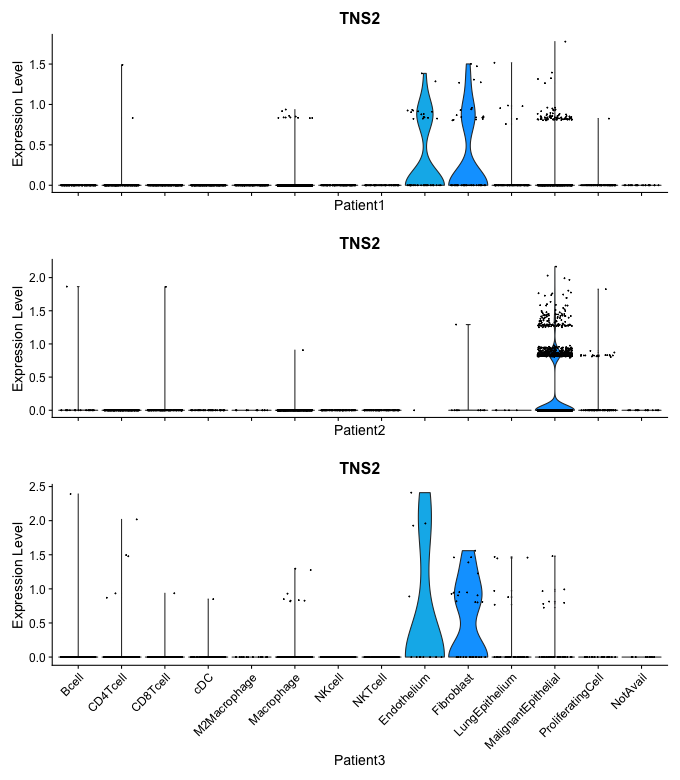 TNS2
Expression Level
1.5
1.0
0.5
0.0
Patient1
TNS2
Expression Level
2.0
1.5
1.0
0.5
0.0
Patient2
TNS2
Expression Level
2.5
2.0
1.5
1.0
0.5
0.0
Bcell
CD4Tcell
CD8Tcell
cDC
M2Macrophage
Macrophage
NKcell
NKTcell
Endothelium
Fibroblast
LungEpithelium
MalignantEpithelial
ProliferatingCell
NotAvail
Patient3